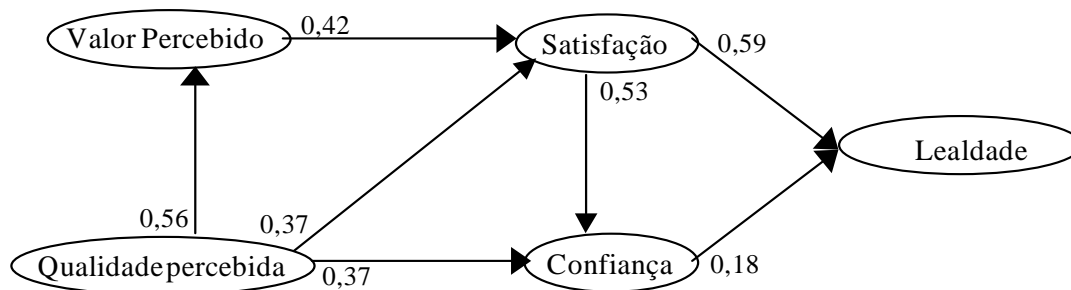 Valor Percebido
0,42
Satisfação
0,59
0,53
Lealdade
0,56
0,37
Qualidade percebida
0,37
Confiança
0,18